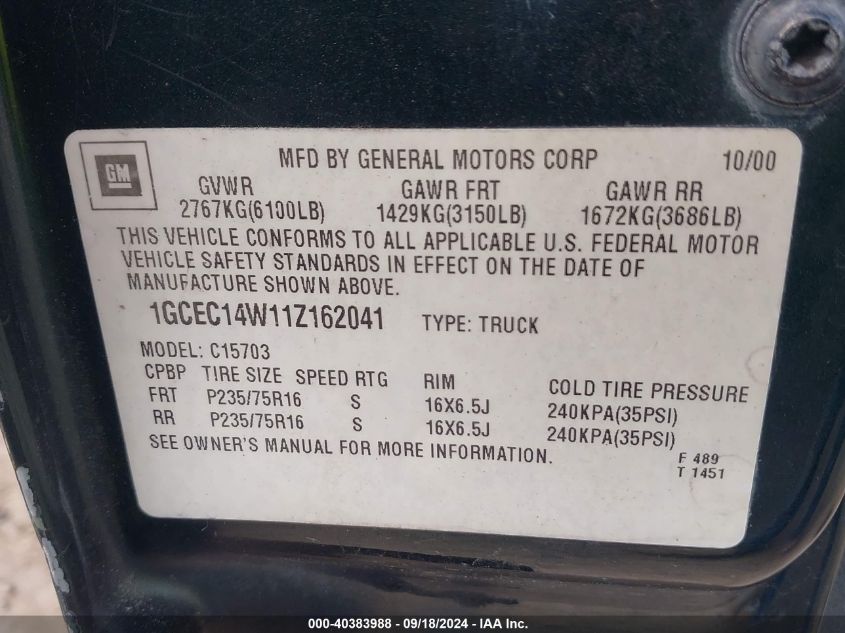 GM
MFD BY GENERAL MOTORS CORP 10/00
GVWR GAWR FRT GAWR RR
2767KG(6100LB) 1429KG(3150LB) 1672KG(3686LB)
THIS VEHICLE CONFORMS TO ALL APPLICABLE U.S. FEDERAL MOTOR
VEHICLE SAFETY STANDARDS IN EFFECT ON THE DATE OF
MANUFACTURE SHOWN ABOVE.
1GCEC14W11Z162041 TYPE: TRUCK
MODEL: C15703
CPBP TIRE SIZE SPEED RTG RIM COLD TIRE PRESSURE
FRT P235/75R16 S 16X6.5J 240KPA(35PSI)
RR P235/75R16 S 16X6.5J 240KPA(35PSI)
SEE OWNER'S MANUAL FOR MORE INFORMATION.
F 489
T 1451
000-40383988 - 09/18/2024 - IAA Inc.